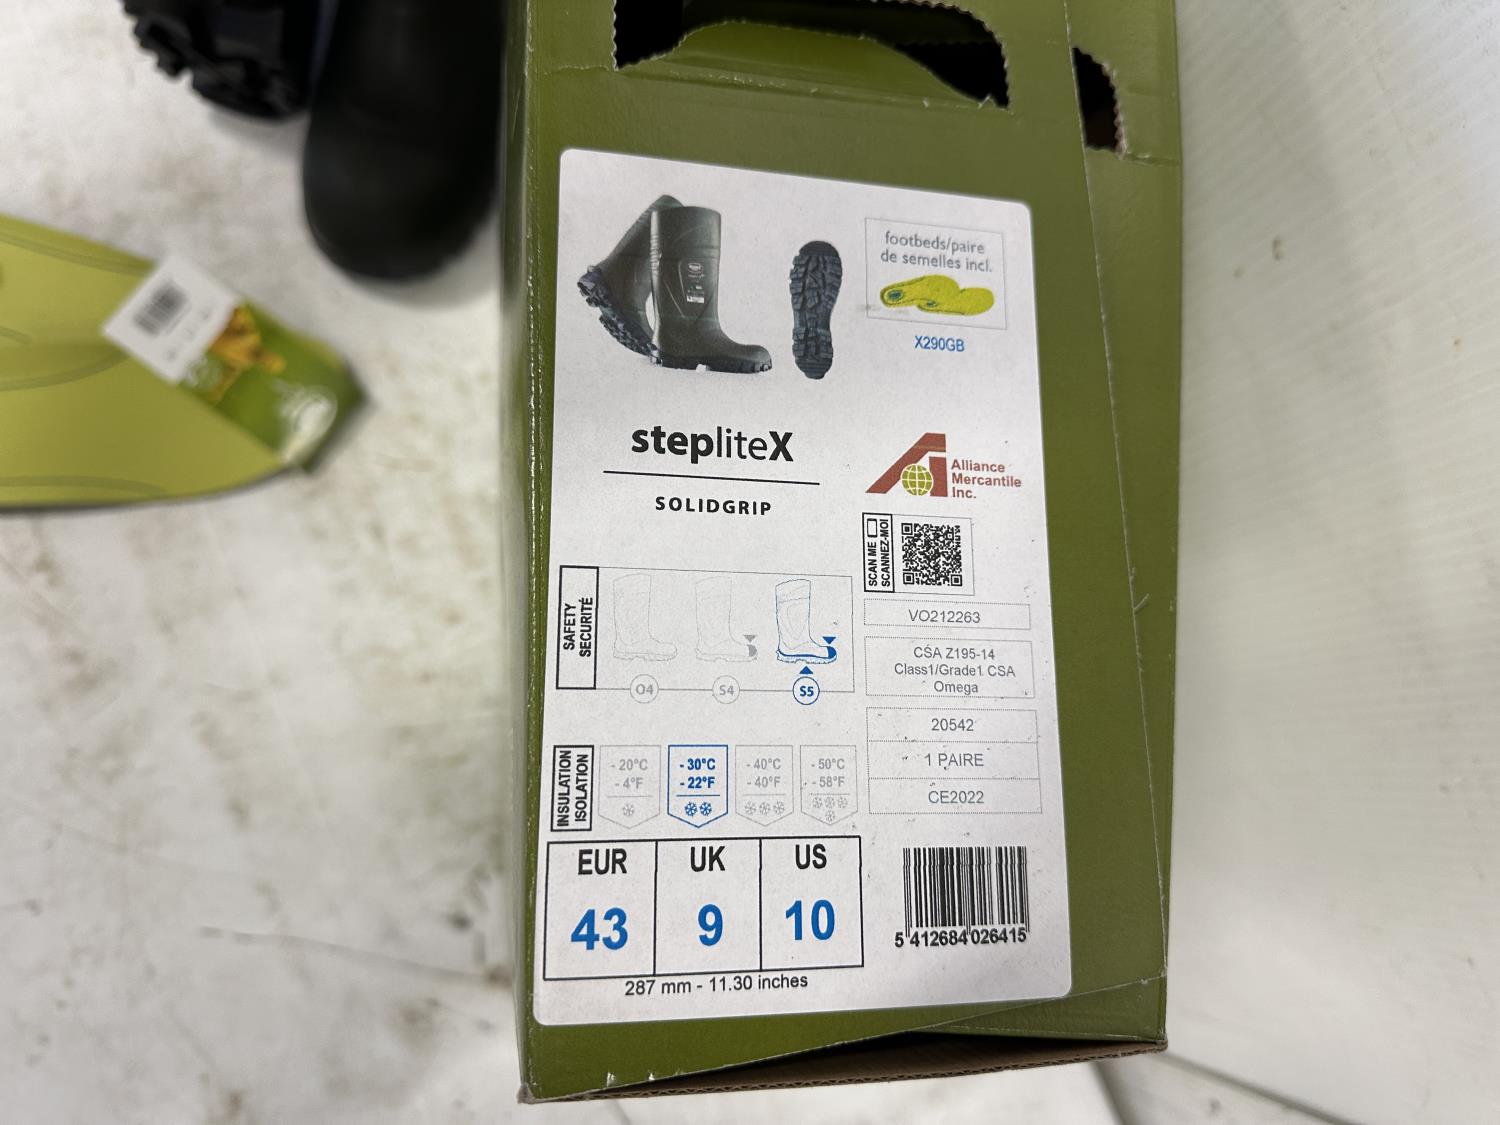 footbeds/paire
de semelles incl.
X290GB
stepliteX
SOLIDGRIP
Alliance
Mercantile
Inc.
SCAN ME
SCANNEZ-MOI
SAFETY
SECURITÉ
O4
S4
S5
VO212263
CSA Z195-14
Class1/Grade1 CSA
Omega
20542
1 PAIRE
CE2022
INSULATION
ISOLATION
- 20°C
- 4°F
- 30°C
- 22°F
- 40°C
- 40°F
- 50°C
- 58°F
EUR
UK
US
43
9
10
287 mm - 11.30 inches
5 412684 026415